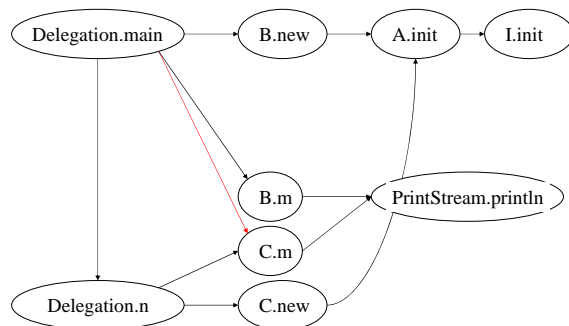 Delegation.main
B.new
A.init
I.init
B.m
PrintStream.println
C.m
Delegation.n
C.new